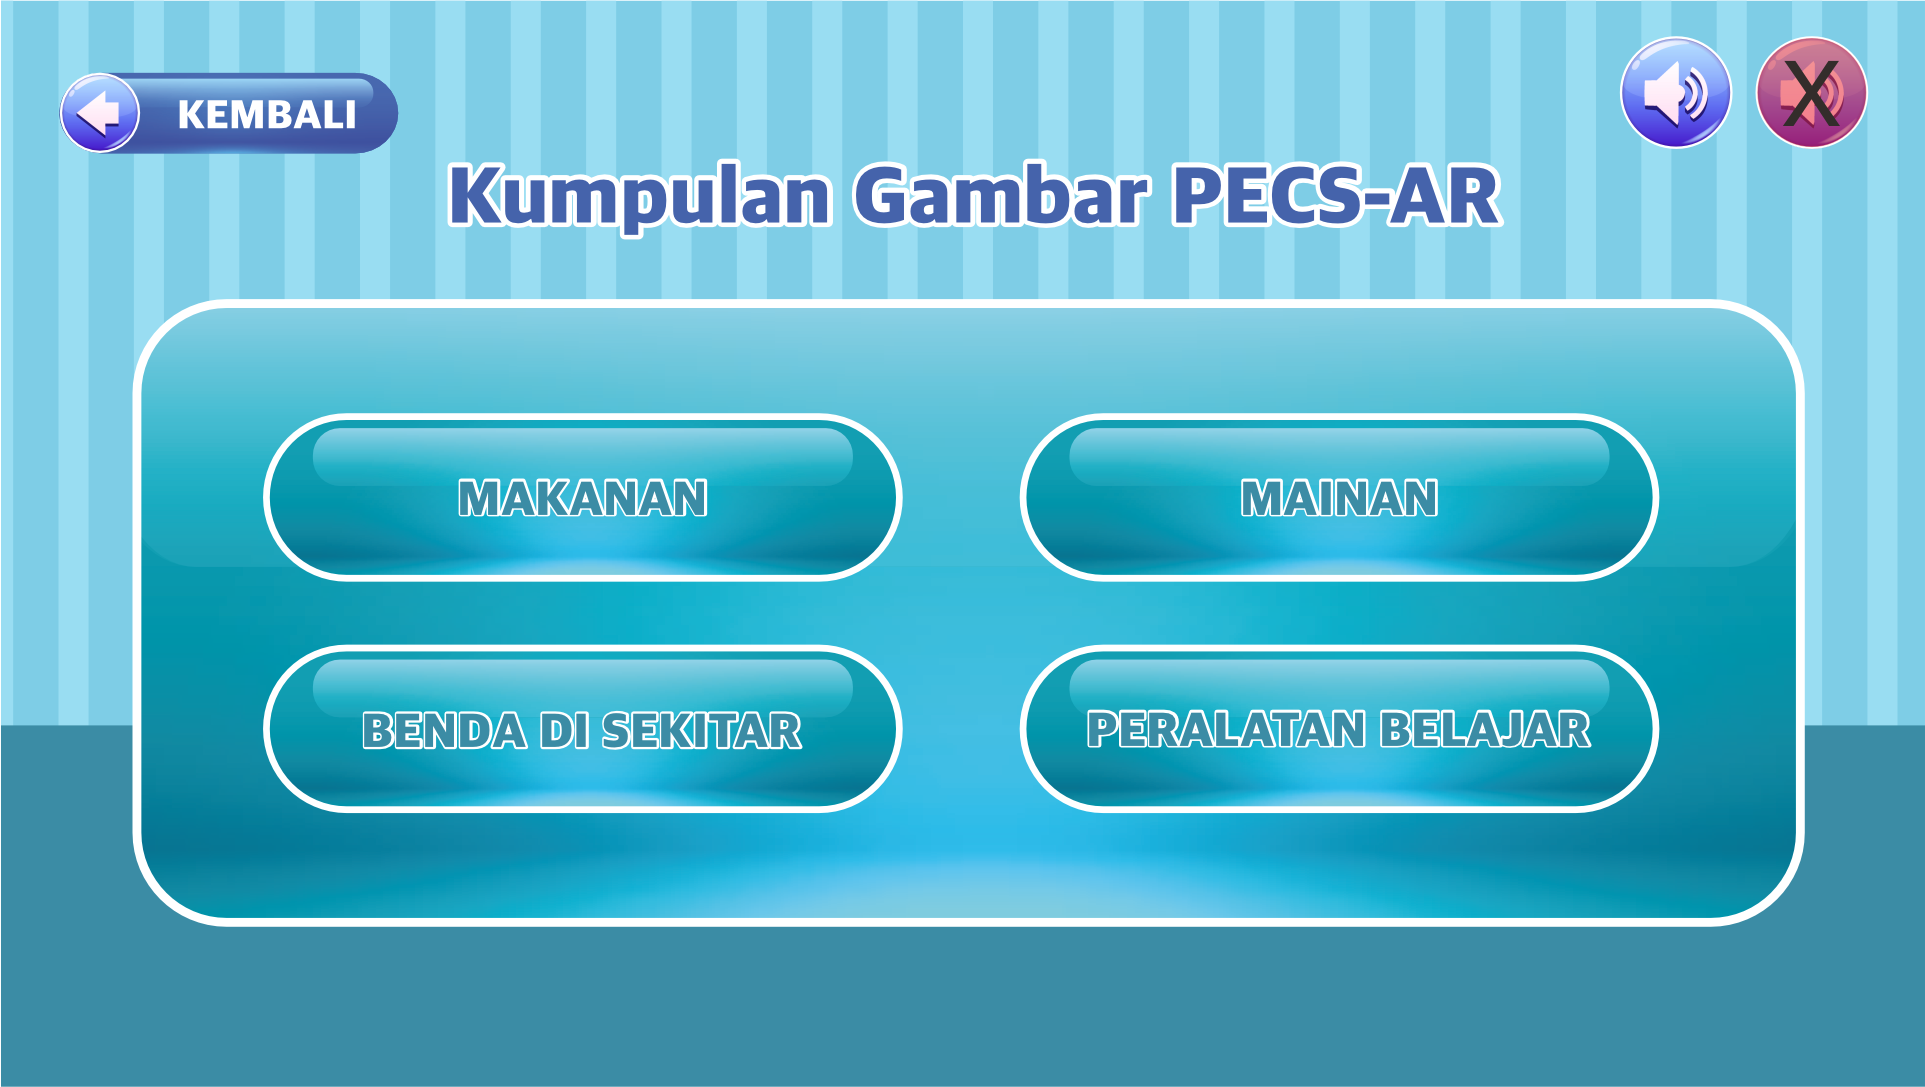 KEMBALI
X
Kumpulan Gambar PECS-AR
MAKANAN
MAINAN
BENDA DI SEKITAR
PERALATAN BELAJAR